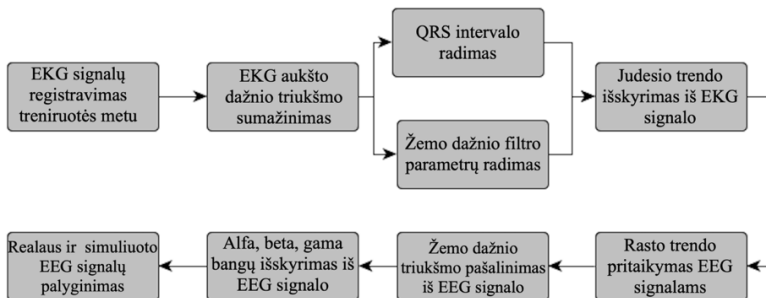 EKG signalų
registravimas
treniruotės metu
EKG aukšto
dažnio triukšmo
sumažinimas
QRS intervalo
radimas
Žemo dažnio filtro
parametrų radimas
Judesio trendo
išskyrimas iš EKG
signalo
Rasto trendo
pritaikymas EEG
signalams
Žemo dažnio
triukšmo pašalinimas
iš EEG signalo
Alfa, beta, gama
bangų išskyrimas iš
EEG signalo
Realaus ir simuliuoto
EEG signalų
palyginimas